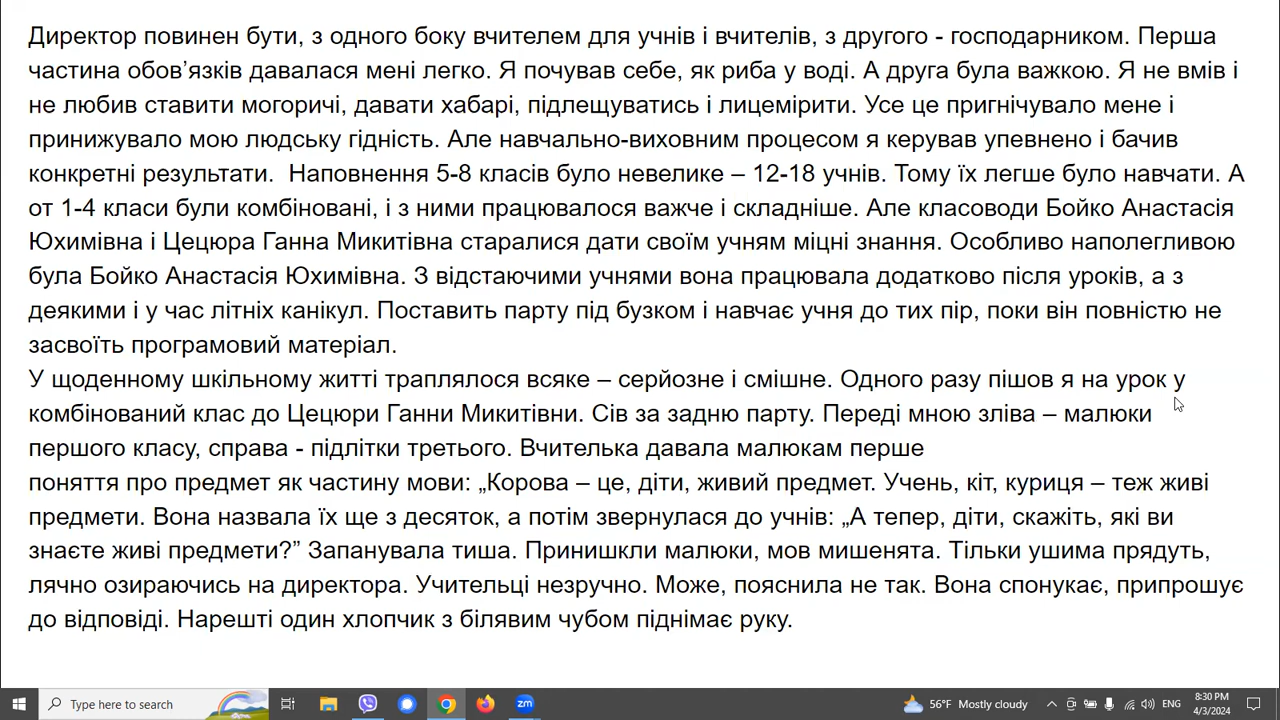 Директор повинен бути, з одного боку вчителем для учнів і вчителів, з другого - господарником. Перша
частина обов’язків давалася мені легко. Я почував себе, як риба у воді. А друга була важкою. Я не вмів і
не любив ставити могоричі, давати хабарі, підлещуватись і лицемірити. Усе це пригнічувало мене і
принижувало мою людську гідність. Але навчально-виховним процесом я керував упевнено і бачив
конкретні результати.  Наповнення 5-8 класів було невелике – 12-18 учнів. Тому їх легше було навчати. А
от 1-4 класи були комбіновані, і з ними працювалося важче і складніше. Але класоводи Бойко Анастасія
Юхимівна і Цецюра Ганна Микитівна старалися дати своїм учням міцні знання. Особливо наполегливою
була Бойко Анастасія Юхимівна. З відстаючими учнями вона працювала додатково після уроків, а з
деякими і у час літніх канікул. Поставить парту під бузком і навчає учня до тих пір, поки він повністю не
засвоїть програмовий матеріал.
У щоденному шкільному житті траплялося всяке – серйозне і смішне. Одного разу пішов я на урок у
комбінований клас до Цецюри Ганни Микитівни. Сів за задню парту. Переді мною зліва – малюки
першого класу, справа - підлітки третього. Вчителька давала малюкам перше
поняття про предмет як частину мови: „Корова – це, діти, живий предмет. Учень, кіт, куриця – теж живі
предмети. Вона назвала їх ще з десяток, а потім звернулася до учнів: „А тепер, діти, скажіть, які ви
знаєте живі предмети?” Запанувала тиша. Принишкли малюки, мов мишенята. Тільки ушима прядуть,
лячно озираючись на директора. Учительці незручно. Може, пояснила не так. Вона спонукає, припрошує
до відповіді. Нарешті один хлопчик з білявим чубом піднімає руку.
Type here to search
zm
56°F Mostly cloudy
ENG
8:30 PM
4/3/2024